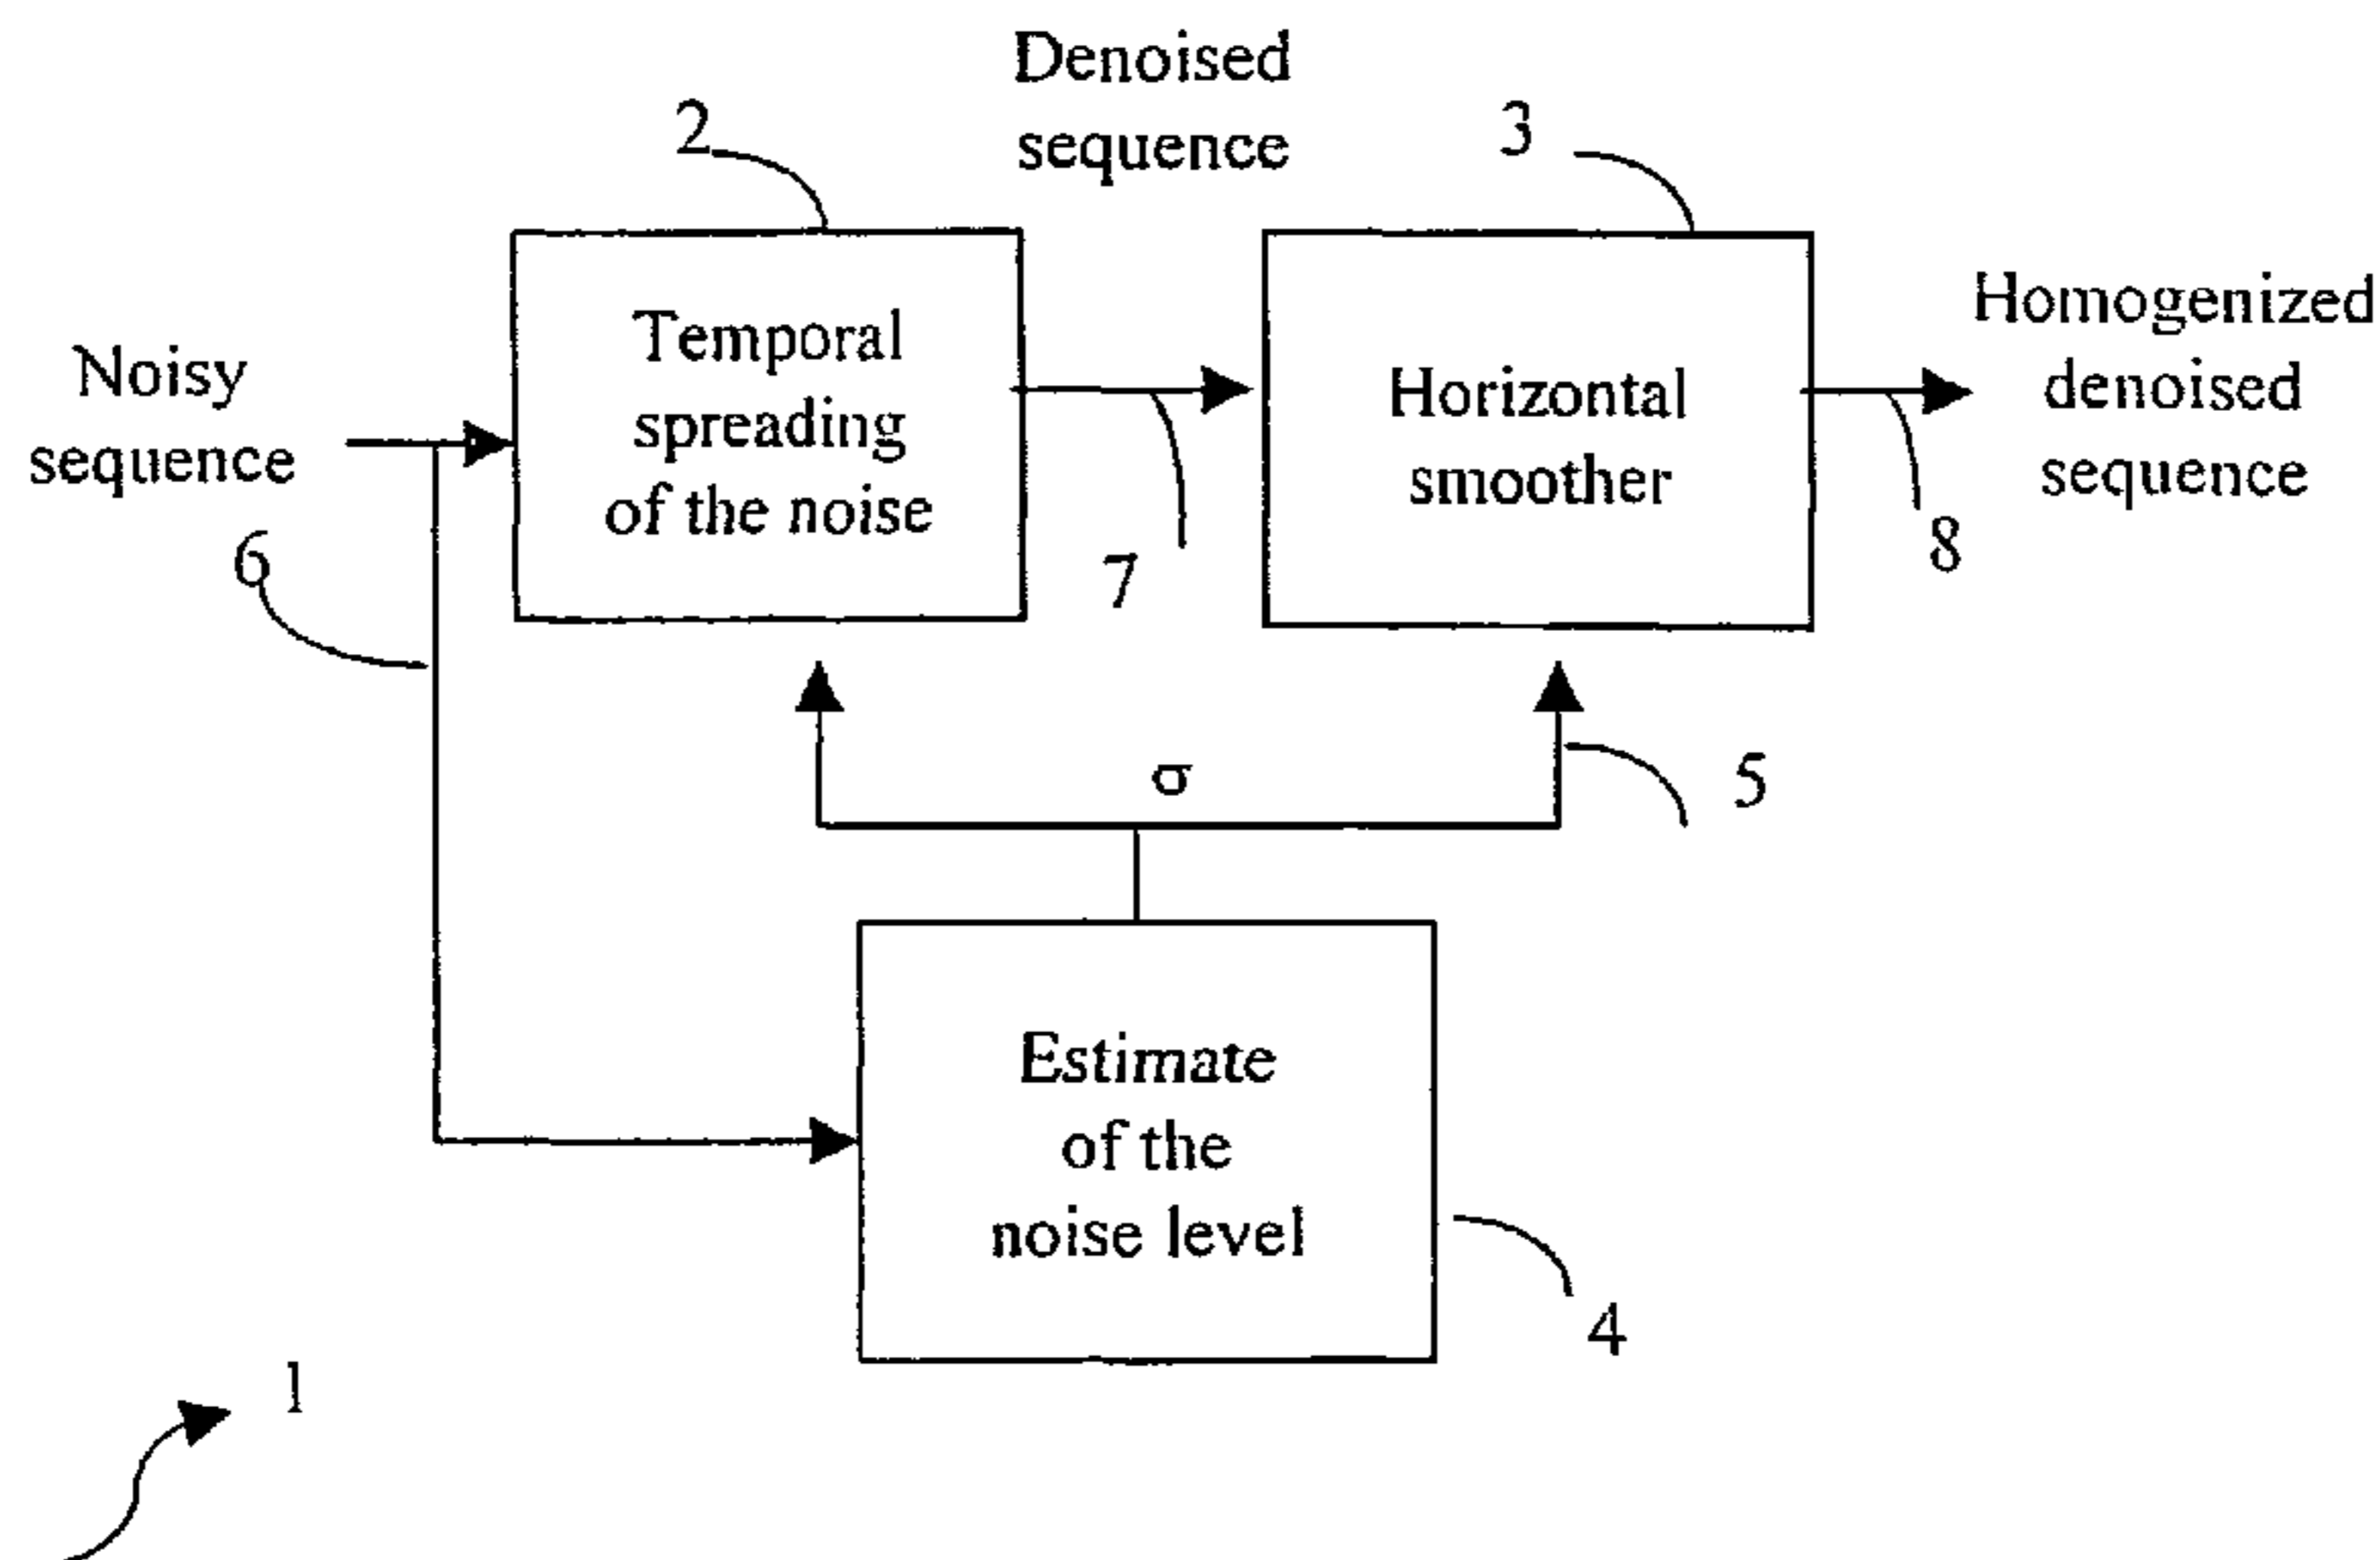 Denoised
sequence
2
3
Noisy
sequence
Temporal
spreading
of the noise
Horizontal
smoother
Homogenized
denoised
sequence
6
7
8
σ
5
Estimate
of the
noise level
4
1